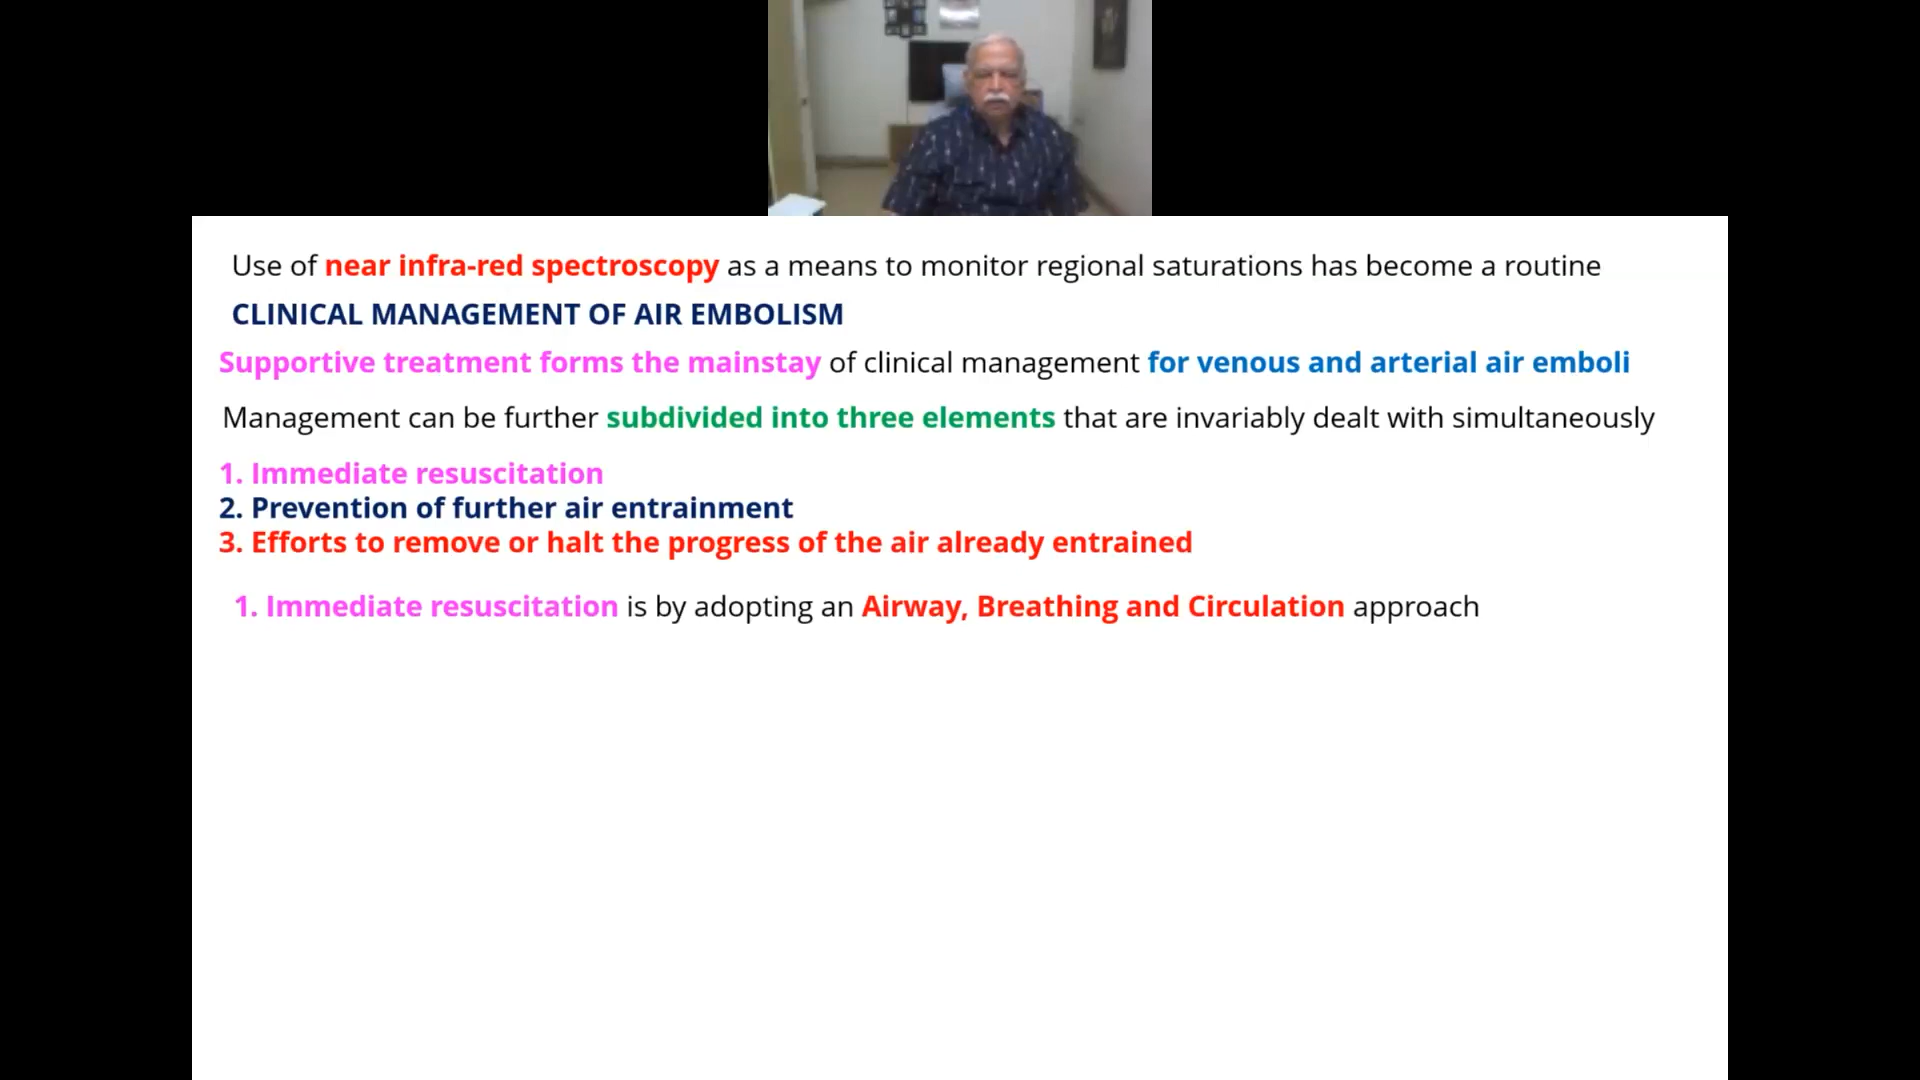 Use of near infra-red spectroscopy as a means to monitor regional saturations has become a routine
CLINICAL MANAGEMENT OF AIR EMBOLISM
Supportive treatment forms the mainstay of clinical management for venous and arterial air emboli
Management can be further subdivided into three elements that are invariably dealt with simultaneously
1. Immediate resuscitation
2. Prevention of further air entrainment
3. Efforts to remove or halt the progress of the air already entrained
1. Immediate resuscitation is by adopting an Airway, Breathing and Circulation approach